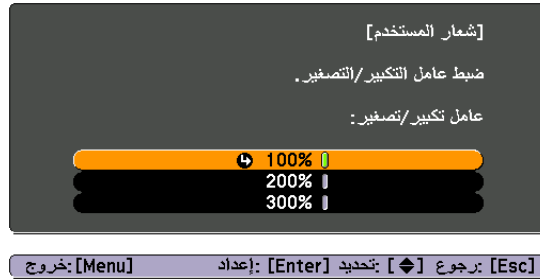 [شعار المستخدم]
ضبط عامل التكبير/التصغير.
عامل تكبير/تصغير:
100%
200%
300%
[Esc] :رجوع [◆] :تحديد [Enter] :إعداد [Menu] :خروج